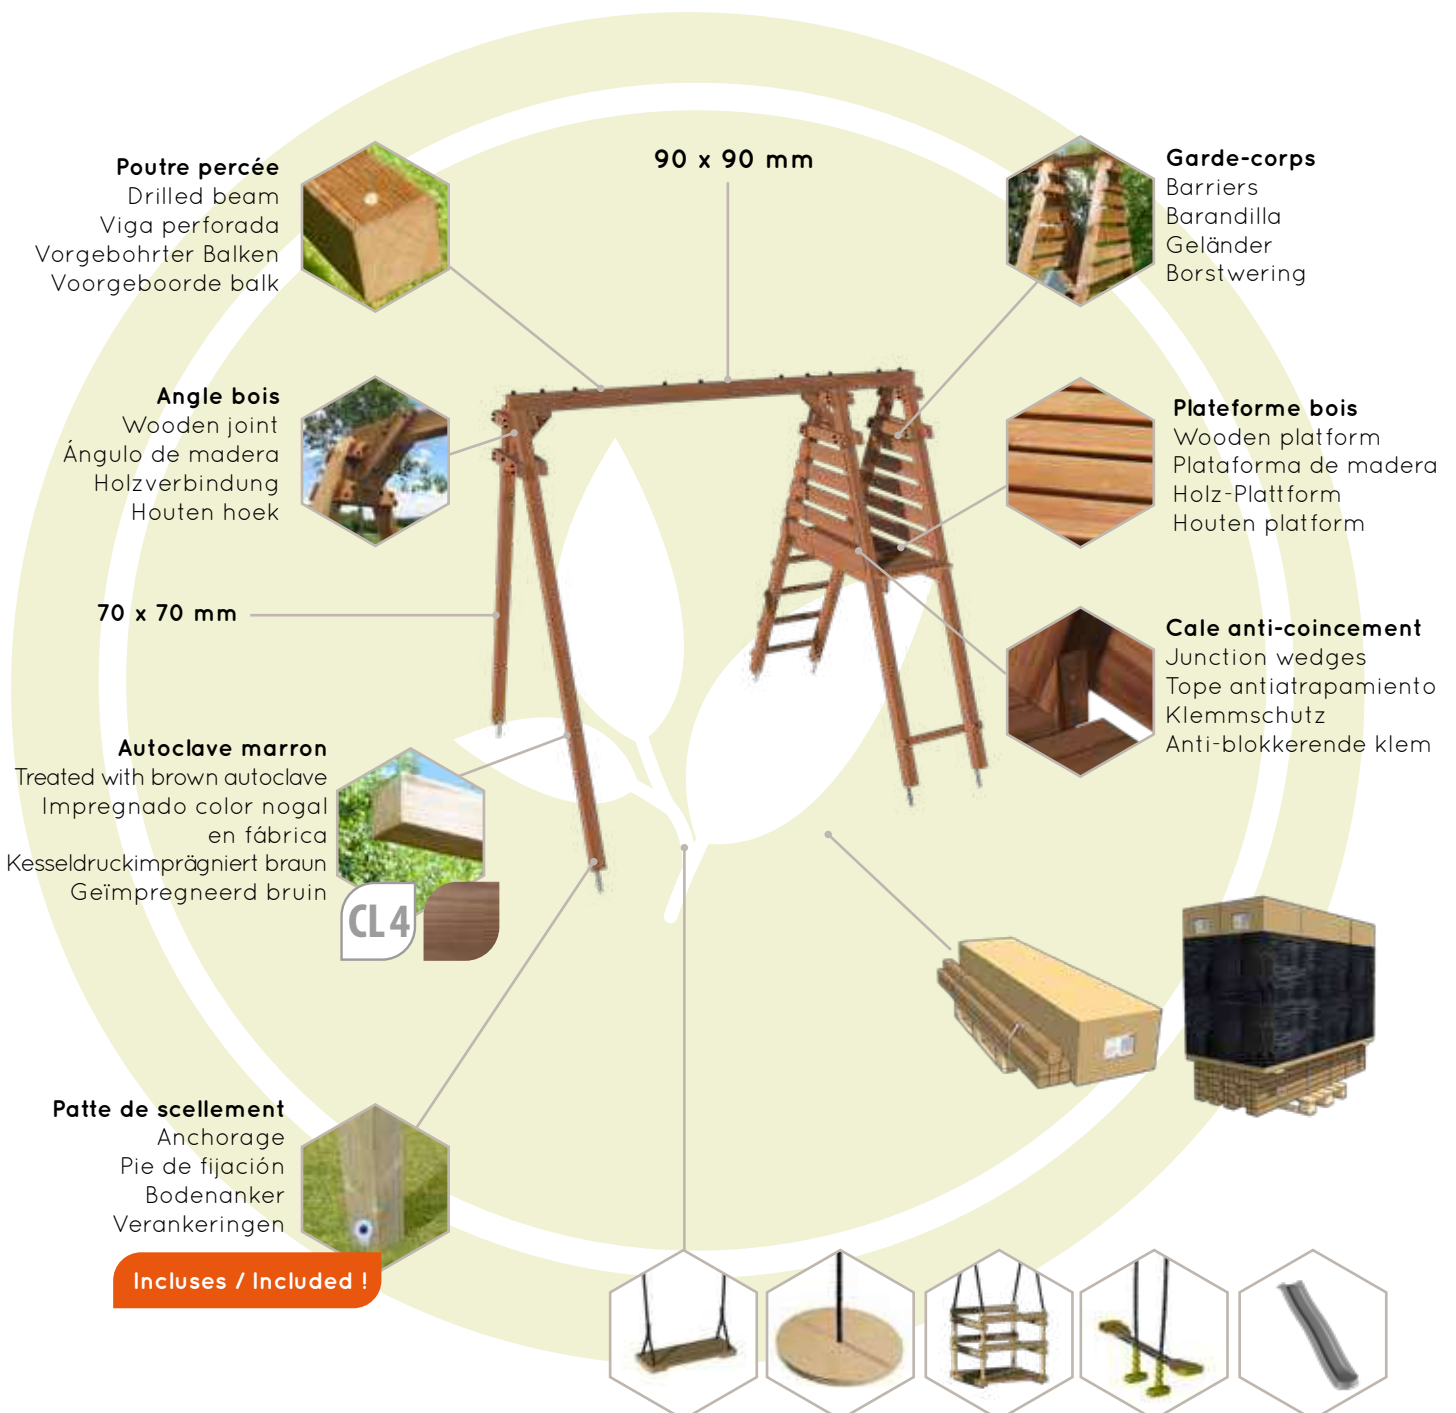 Poutre percée
Drilled beam
Viga perforada
Vorgebohrter Balken
Voorgeboorde balk
90 x 90 mm
Garde-corps
Barriers
Barandilla
Geländer
Borstwering
Angle bois
Wooden joint
Ángulo de madera
Holzverbindung
Houten hoek
Plateforme bois
Wooden platform
Plataforma de madera
Holz-Plattform
Houten platform
70 x 70 mm
Cale anti-coincement
Junction wedges
Tope antiatrapamiento
Klemmschutz
Anti-blokkerende klem
Autoclave marron
Treated with brown autoclave
Impregnado color nogal
en fábrica
Kesseldruckimprägniert braun
Geïmpregneerd bruin
CL4
Patte de scellement
Anchorage
Pie de fijación
Bodenanker
Verankeringen
Incluses / Included !